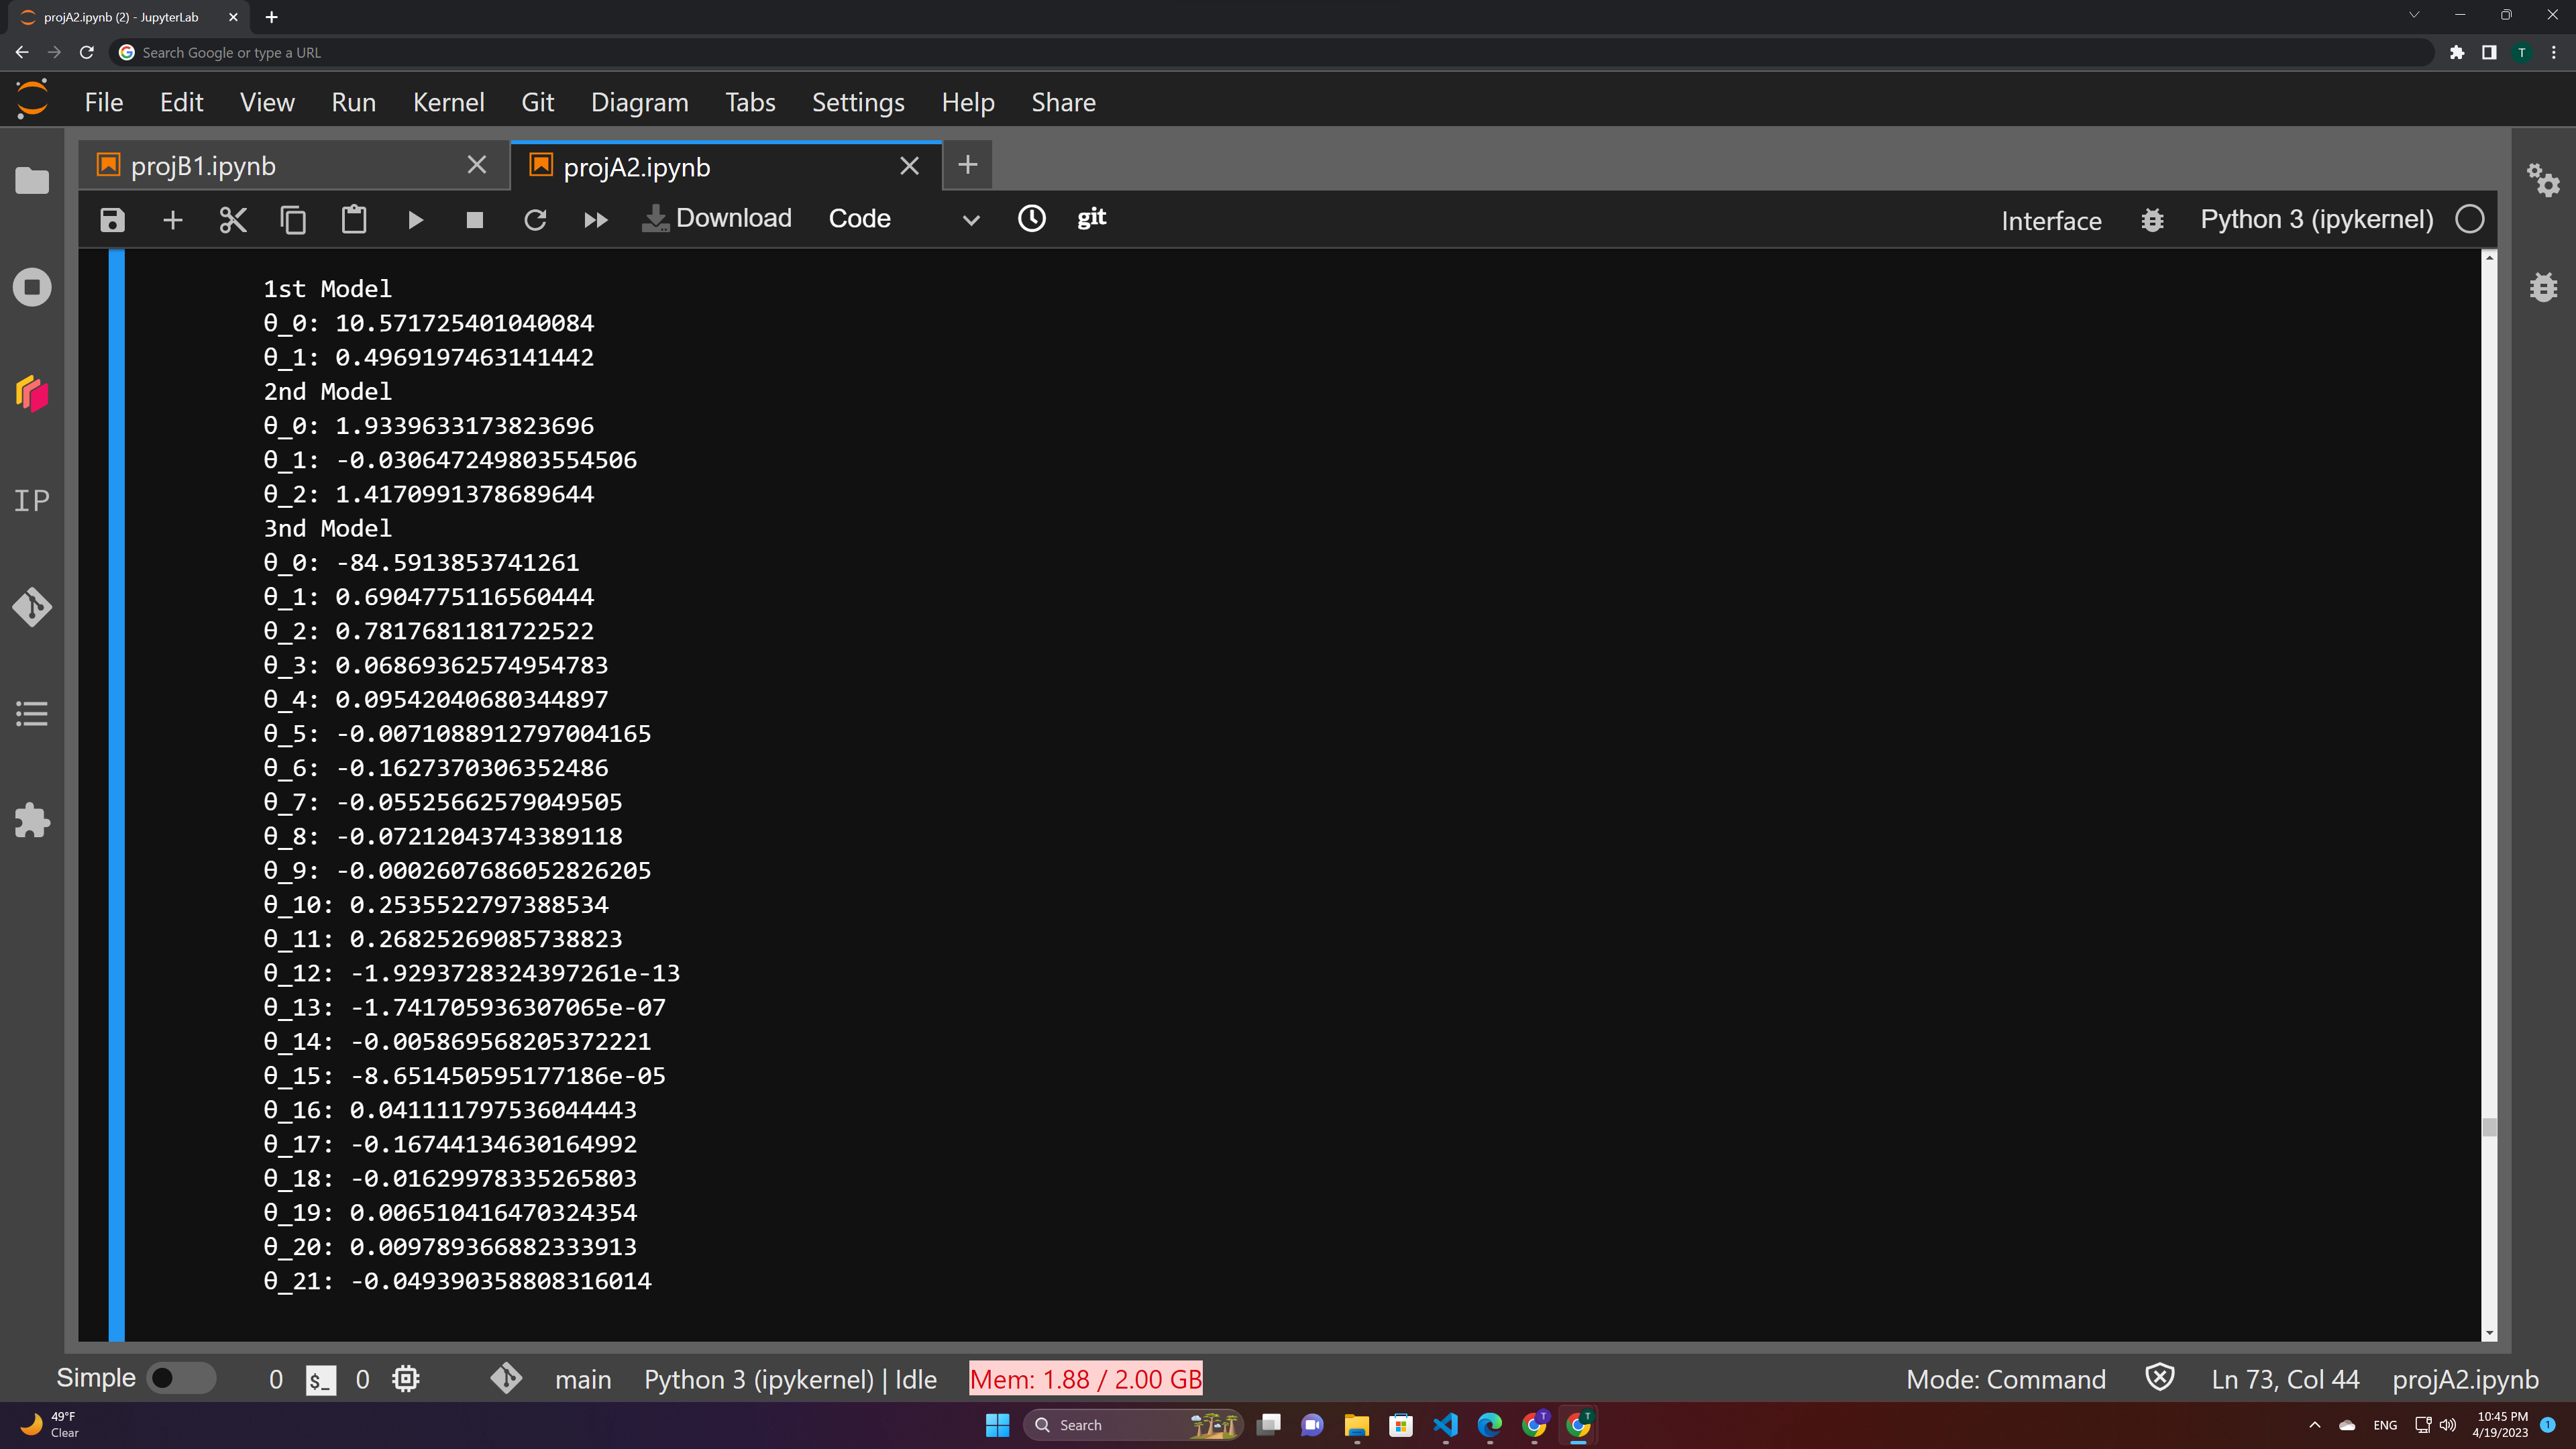 projA2.ipynb (2) - JupyterLab
Search Google or type a URL
T
File Edit View Run Kernel Git Diagram Tabs Settings Help Share
projB1.ipynb
projA2.ipynb
Download Code git Interface Python 3 (ipykernel)
IP
1st Model
θ_0: 10.571725401040084
θ_1: 0.4969197463141442
2nd Model
θ_0: 1.9339633173823696
θ_1: -0.030647249803554506
θ_2: 1.4170991378689644
3nd Model
θ_0: -84.5913853741261
θ_1: 0.6904775116560444
θ_2: 0.7817681181722522
θ_3: 0.06869362574954783
θ_4: 0.09542040680344897
θ_5: -0.0071088912797004165
θ_6: -0.1627370306352486
θ_7: -0.05525662579049505
θ_8: -0.07212043743389118
θ_9: -0.0002607686052826205
θ_10: 0.2535522797388534
θ_11: 0.26825269085738823
θ_12: -1.9293728324397261e-13
θ_13: -1.741705936307065e-07
θ_14: -0.005869568205372221
θ_15: -8.651450595177186e-05
θ_16: 0.041111797536044443
θ_17: -0.16744134630164992
θ_18: -0.01629978335265803
θ_19: 0.006510416470324354
θ_20: 0.009789366882333913
θ_21: -0.049390358808316014
Simple 0 $_ 0 main Python 3 (ipykernel) | Idle Mem: 1.88 / 2.00 GB Mode: Command Ln 73, Col 44 projA2.ipynb
49°F
Clear
Search
T
T
ENG
10:45 PM
4/19/2023
1